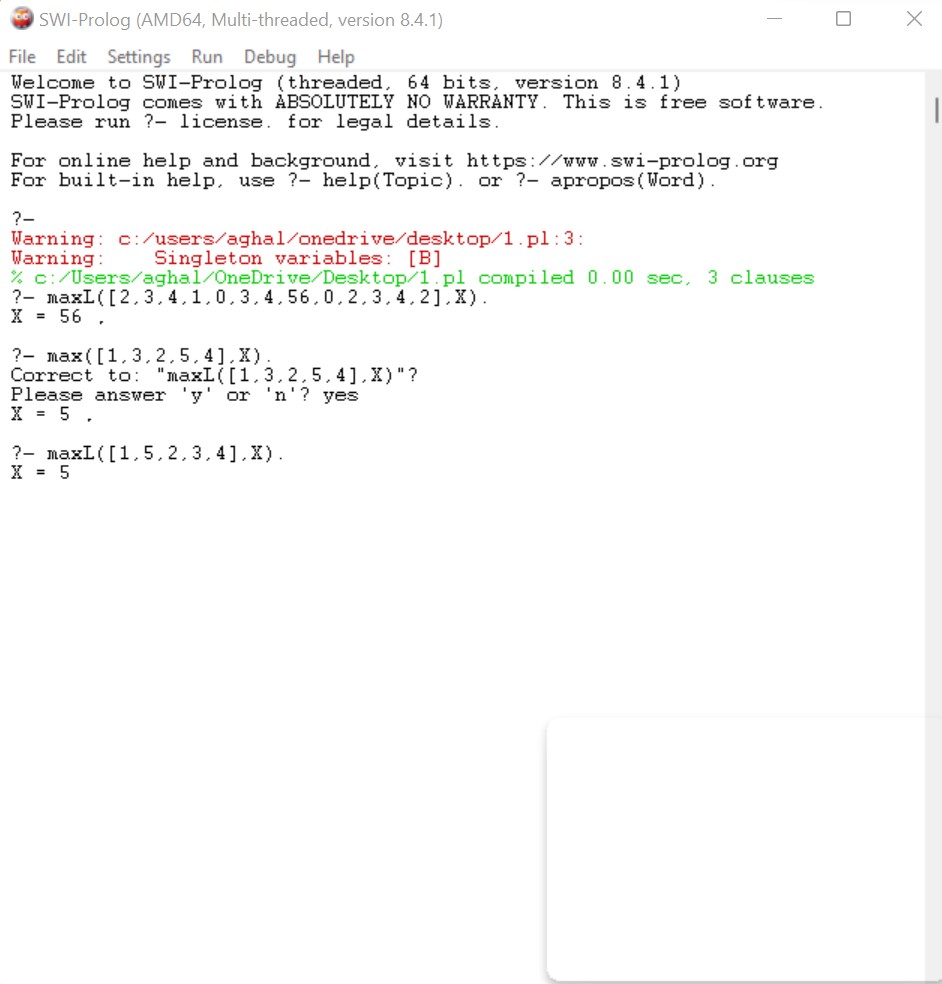 SWI-Prolog (AMD64, Multi-threaded, version 8.4.1)
File Edit Settings Run Debug Help
Welcome to SWI-Prolog (threaded, 64 bits, version 8.4.1)
SWI-Prolog comes with ABSOLUTELY NO WARRANTY. This is free software.
Please run ?- license. for legal details.

For online help and background, visit https://www.swi-prolog.org
For built-in help, use ?- help(Topic). or ?- apropos(Word).

?-
Warning: c:/users/aghal/onedrive/desktop/1.pl:3:
Warning:    Singleton variables: [B]
% c:/Users/aghal/OneDrive/Desktop/1.pl compiled 0.00 sec, 3 clauses
?- maxL([2,3,4,1,0,3,4,56,0,2,3,4,2],X).
X = 56 .

?- max([1,3,2,5,4],X).
Correct to: "maxL([1,3,2,5,4],X)"?
Please answer 'y' or 'n'? yes
X = 5 .

?- maxL([1,5,2,3,4],X).
X = 5